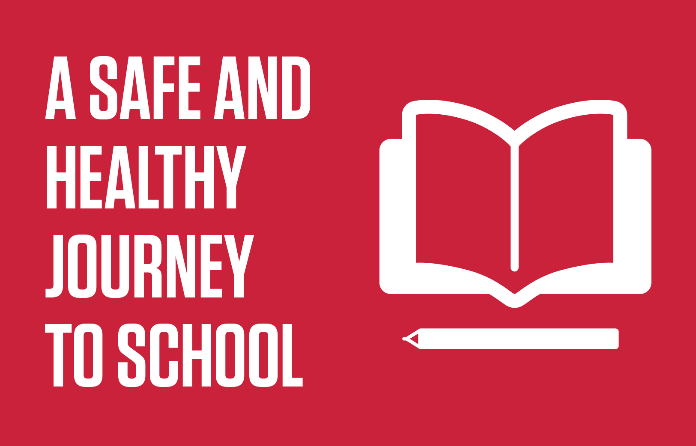 A SAFE AND
HEALTHY
JOURNEY
TO SCHOOL